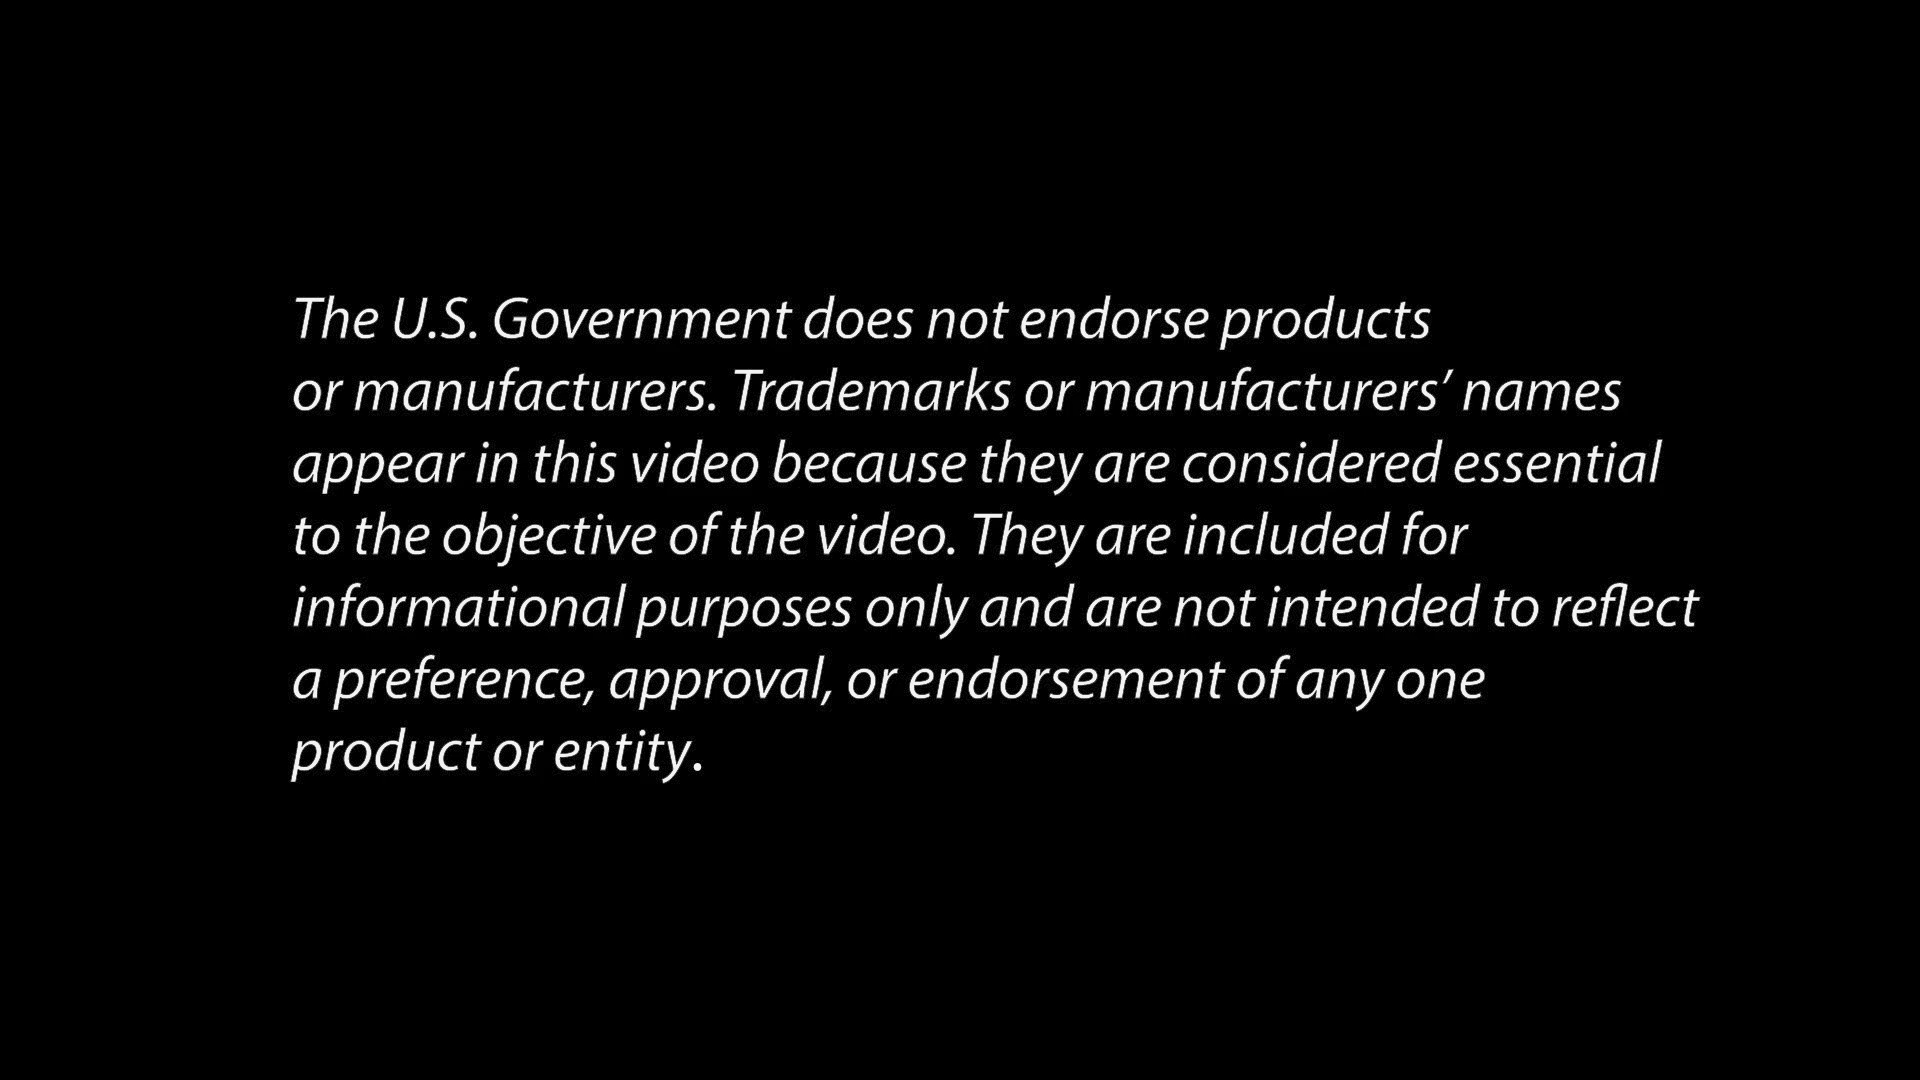 The U.S. Government does not endorse products
or manufacturers. Trademarks or manufacturers’ names
appear in this video because they are considered essential
to the objective of the video. They are included for
informational purposes only and are not intended to reflect
a preference, approval, or endorsement of any one
product or entity.